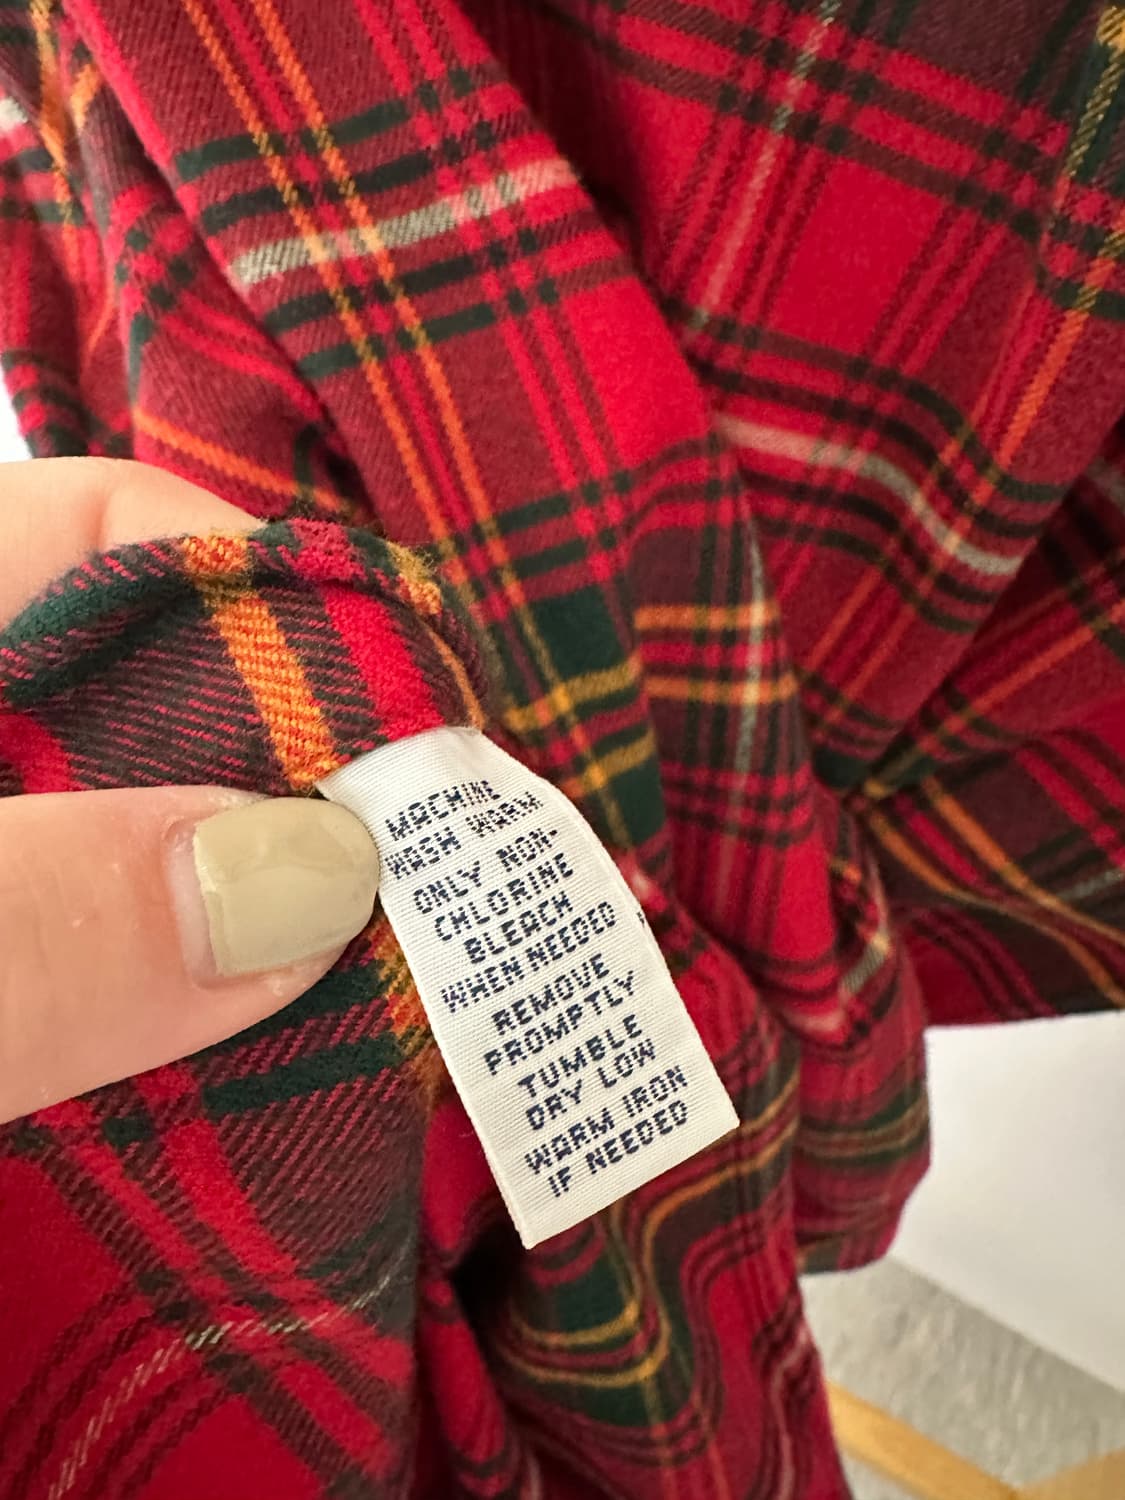 MACHINE
WASH WARM
ONLY NON-
CHLORINE
BLEACH
WHEN NEEDED
REMOVE
PROMPTLY
TUMBLE
DRY LOW
WARM IRON
IF NEEDED